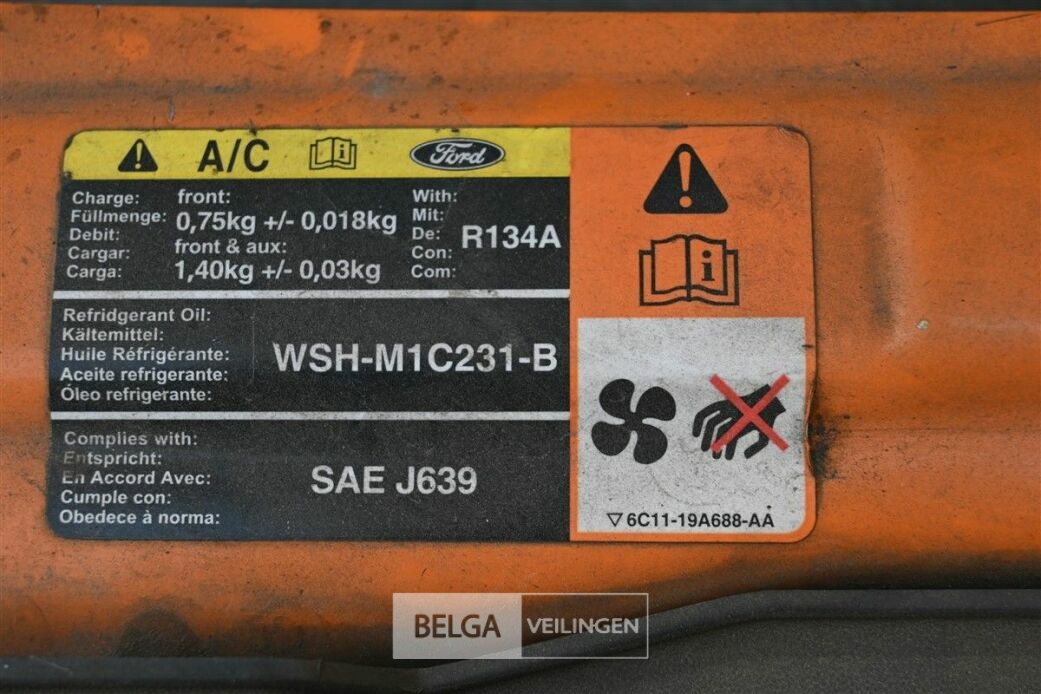 A/C
Ford
Charge:
Füllmenge:
Debit:
Cargar:
Carga:
front:
0,75kg +/- 0,018kg
front & aux:
1,40kg +/- 0,03kg
With:
Mit:
De:
Con:
Com:
R134A
Refridgerant Oil:
Kältemittel:
Huile Réfrigérante:
Aceite refrigerante:
Óleo refrigerante:
WSH-M1C231-B
Complies with:
Entspricht:
En Accord Avec:
Cumple con:
Obedece à norma:
SAE J639
6C11-19A688-AA
BELGA VEILINGEN